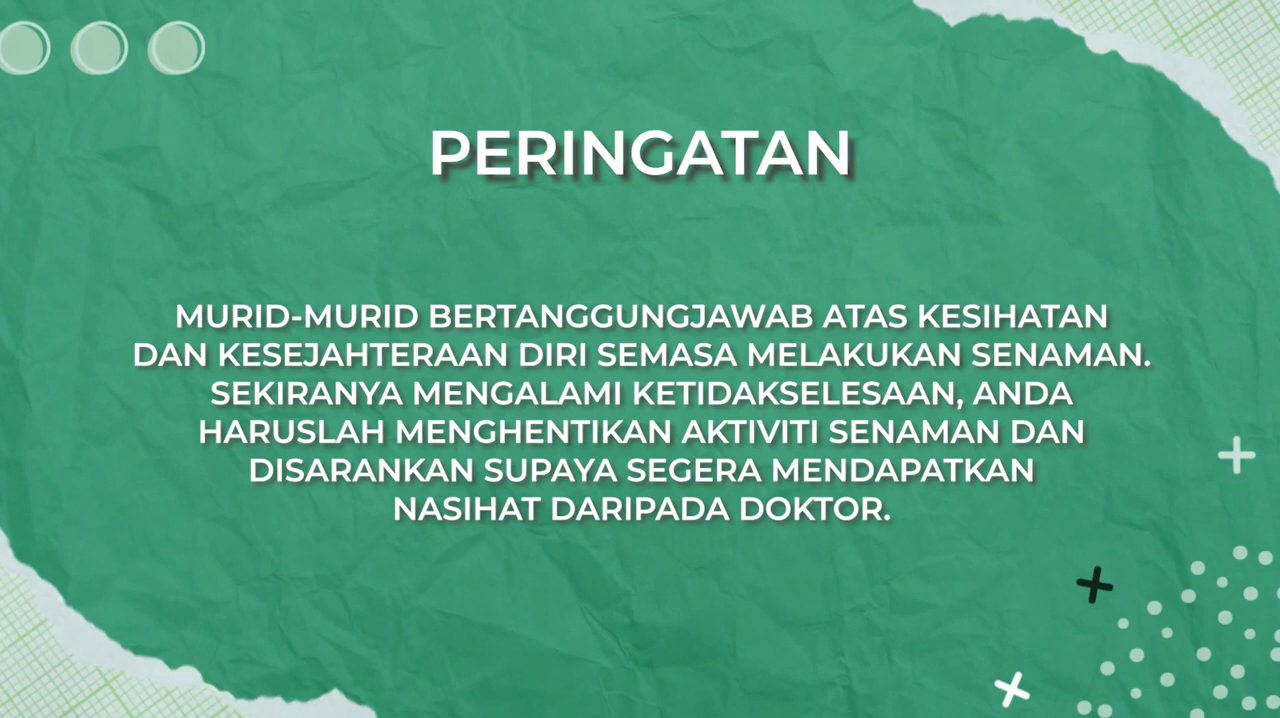 PERINGATAN
MURID-MURID BERTANGGUNGJAWAB ATAS KESIHATAN
DAN KESEJAHTERAAN DIRI SEMASA MELAKUKAN SENAMAN.
SEKIRANYA MENGALAMI KETIDAKSELESAAN, ANDA
HARUSLAH MENGHENTIKAN AKTIVITI SENAMAN DAN
DISARANKAN SUPAYA SEGERA MENDAPATKAN
NASIHAT DARIPADA DOKTOR.